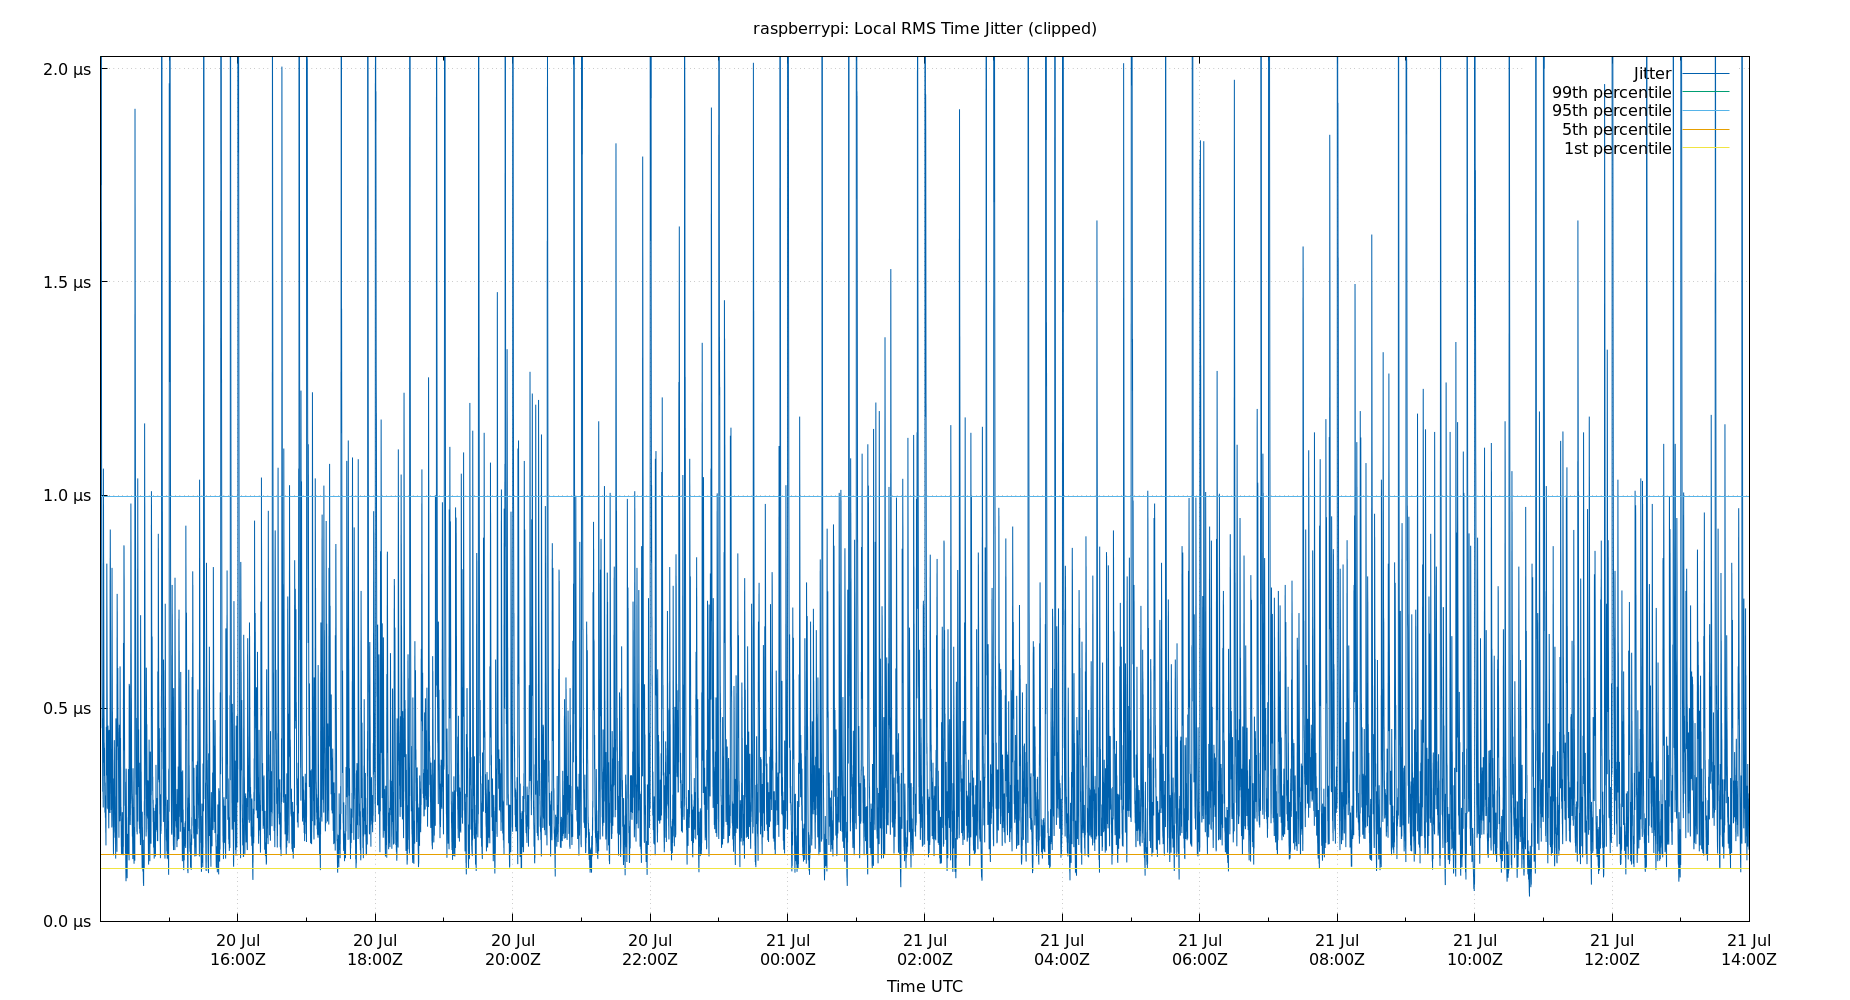 raspberrypi: Local RMS Time Jitter (clipped)
2.0 µs
1.5 µs
1.0 µs
0.5 µs
0.0 µs
Jitter
99th percentile
95th percentile
5th percentile
1st percentile
20 Jul
16:00Z
20 Jul
18:00Z
20 Jul
20:00Z
20 Jul
22:00Z
21 Jul
00:00Z
21 Jul
02:00Z
21 Jul
04:00Z
21 Jul
06:00Z
21 Jul
08:00Z
21 Jul
10:00Z
21 Jul
12:00Z
21 Jul
14:00Z
Time UTC